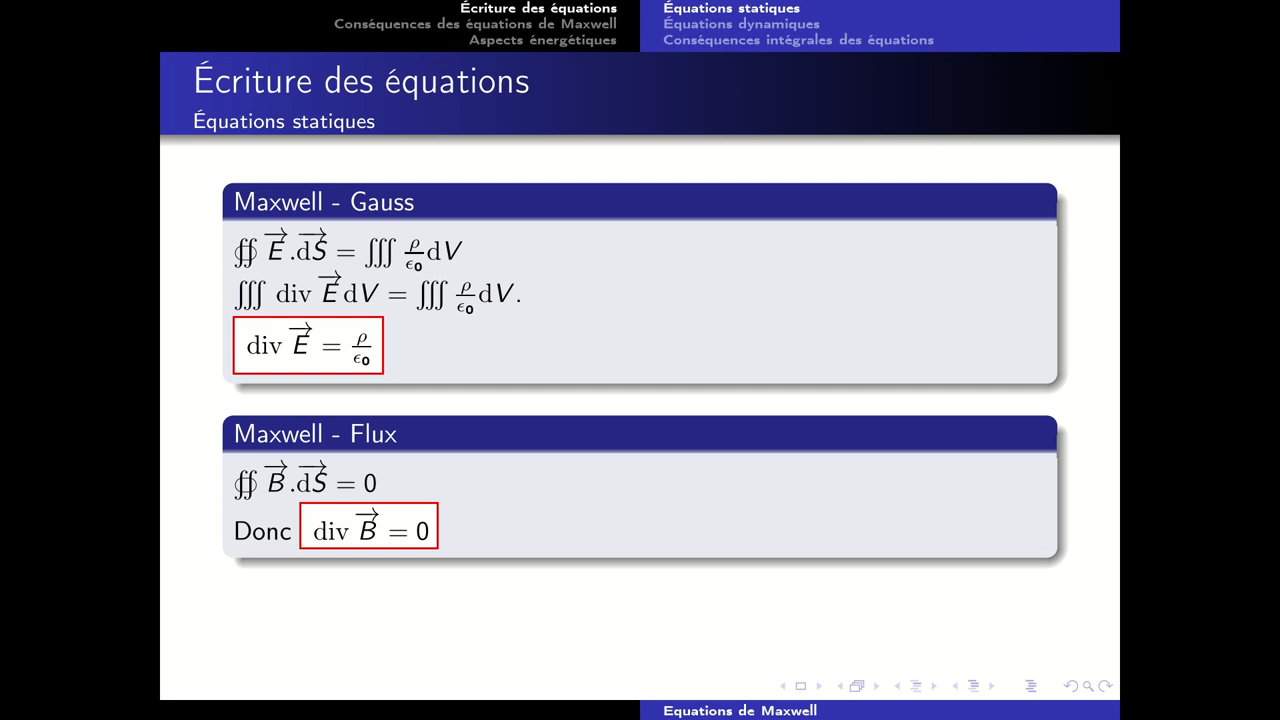 Écriture des équations
Conséquences des équations de Maxwell
Aspects énergétiques
Équations statiques
Équations dynamiques
Conséquences intégrales des équations
Écriture des équations
Équations statiques
Maxwell - Gauss
∯ E⃗.dS⃗ = ∭ ρ/ϵ₀ dV
∭ div E⃗ dV = ∭ ρ/ϵ₀ dV.
div E⃗ = ρ/ϵ₀
Maxwell - Flux
∯ B⃗.dS⃗ = 0
Donc div B⃗ = 0
Equations de Maxwell